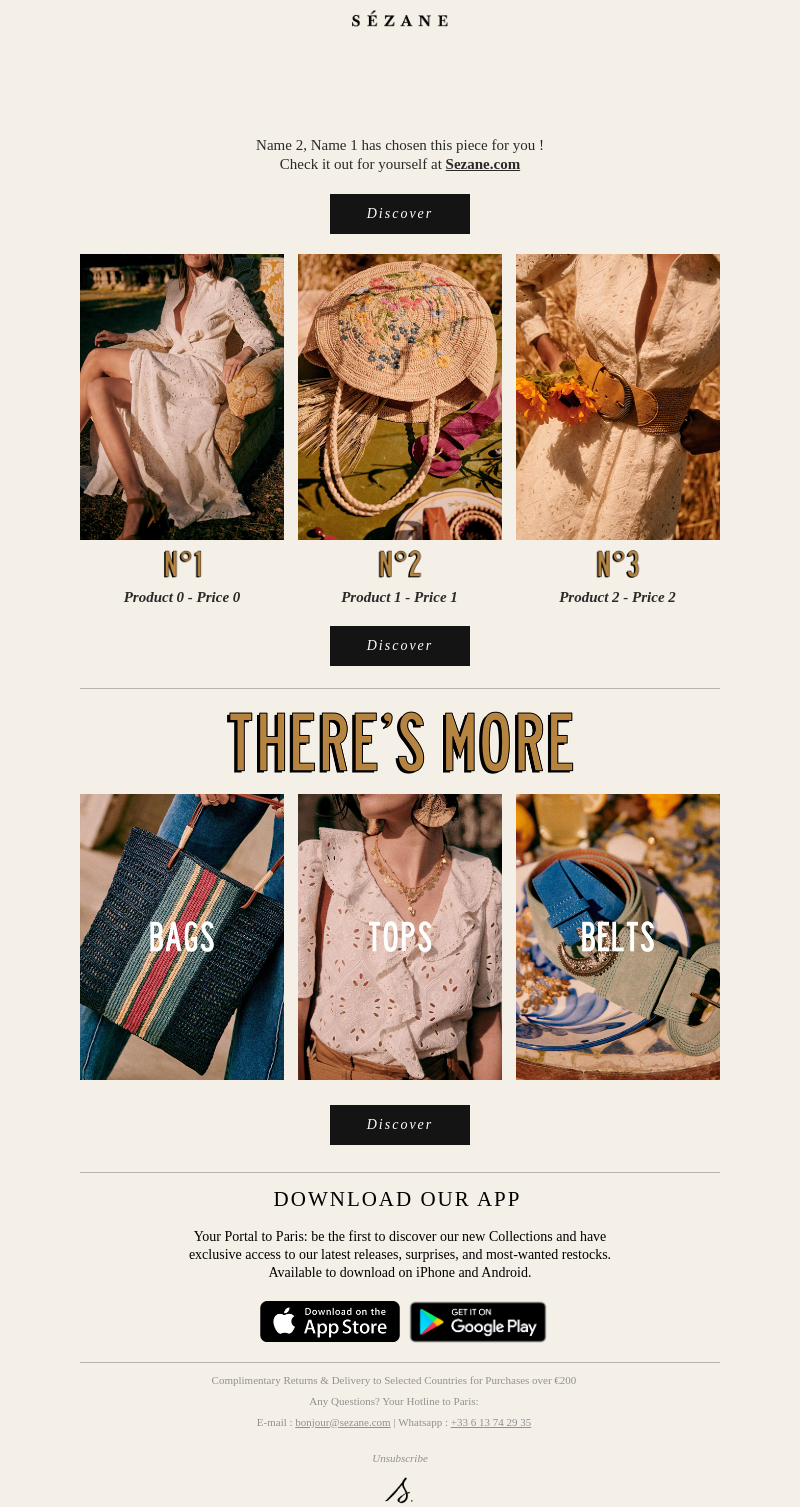 SÉZANE
Name 2, Name 1 has chosen this piece for you !
Check it out for yourself at Sezane.com
Discover
N°1
N°2
N°3
Product 0 - Price 0
Product 1 - Price 1
Product 2 - Price 2
Discover
THERE'S MORE
BAGS
TOPS
BELTS
Discover
DOWNLOAD OUR APP
Your Portal to Paris: be the first to discover our new Collections and have
exclusive access to our latest releases, surprises, and most-wanted restocks.
Available to download on iPhone and Android.
Download on the
App Store
GET IT ON
Google Play
Complimentary Returns & Delivery to Selected Countries for Purchases over €200
Any Questions? Your Hotline to Paris:
E-mail : bonjour@sezane.com | Whatsapp : +33 6 13 74 29 35
Unsubscribe
S.